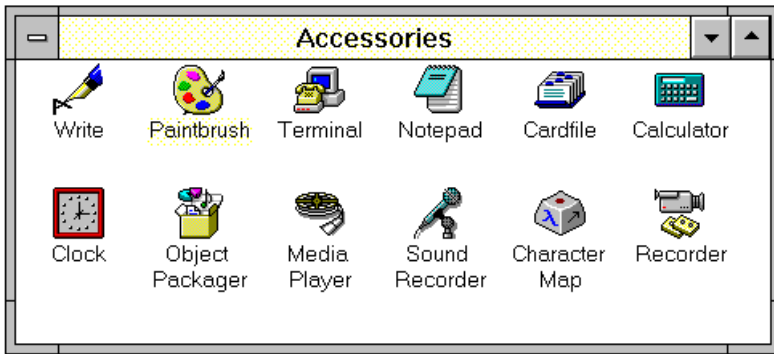 Accessories
Write Paintbrush Terminal Notepad Cardfile Calculator
Clock Object Packager Media Player Sound Recorder Character Map Recorder